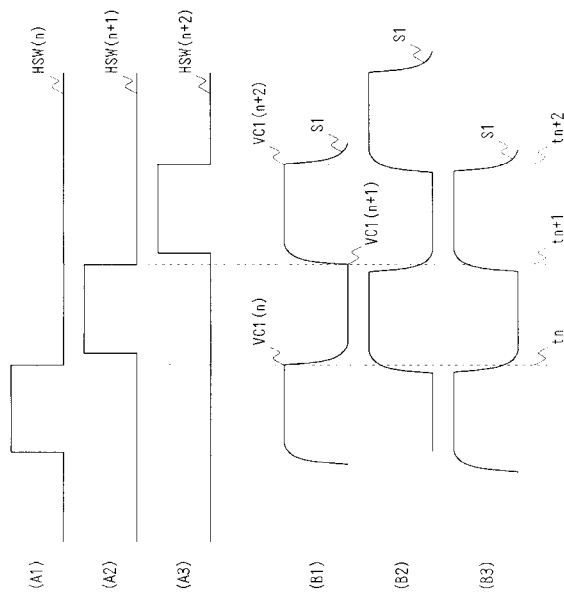 (A1)
HSW(n)
(A2)
HSW(n+1)
(A3)
HSW(n+2)
(B1)
VC1(n)
VC1(n+1)
VC1(n+2)
S1
(B2)
S1
(B3)
S1
tn
tn+1
tn+2